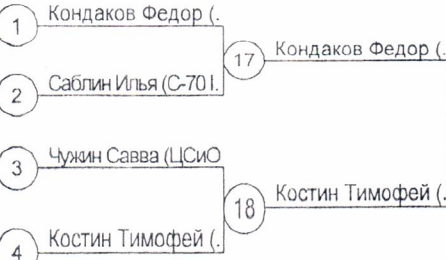 1 Кондаков Федор (.
17 Кондаков Федор (.
2 Саблин Илья (С-70 I.
3 Чужин Савва (ЦСиО
18 Костин Тимофей (.
4 Костин Тимофей (.